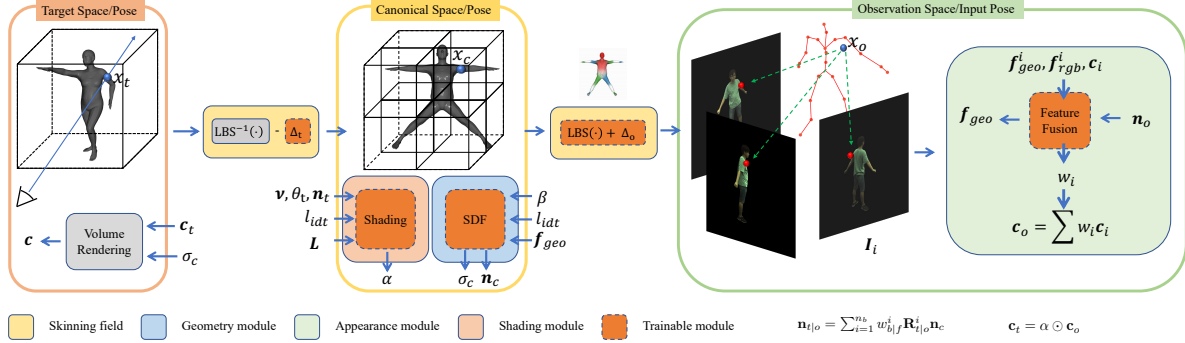 Target Space/Pose
Canonical Space/Pose
Observation Space/Input Pose
x_t
LBS⁻¹(·) - Δ_t
x_c
LBS(·) + Δ_o
x_o
I_i
f^i_geo, f^i_rgb, c_i
Feature Fusion
f_geo
n_o
w_i
c_o = ∑ w_i c_i
Volume Rendering
c
c_t
σ_c
ν, θ_t, n_t
l_idt
L
Shading
α
SDF
β
l_idt
f_geo
σ_c
n_c
Skinning field
Geometry module
Appearance module
Shading module
Trainable module
n_{t|o} = ∑_{i=1}^{n_b} w^i_{b|f} R^i_{t|o} n_c
c_t = α ⊙ c_o